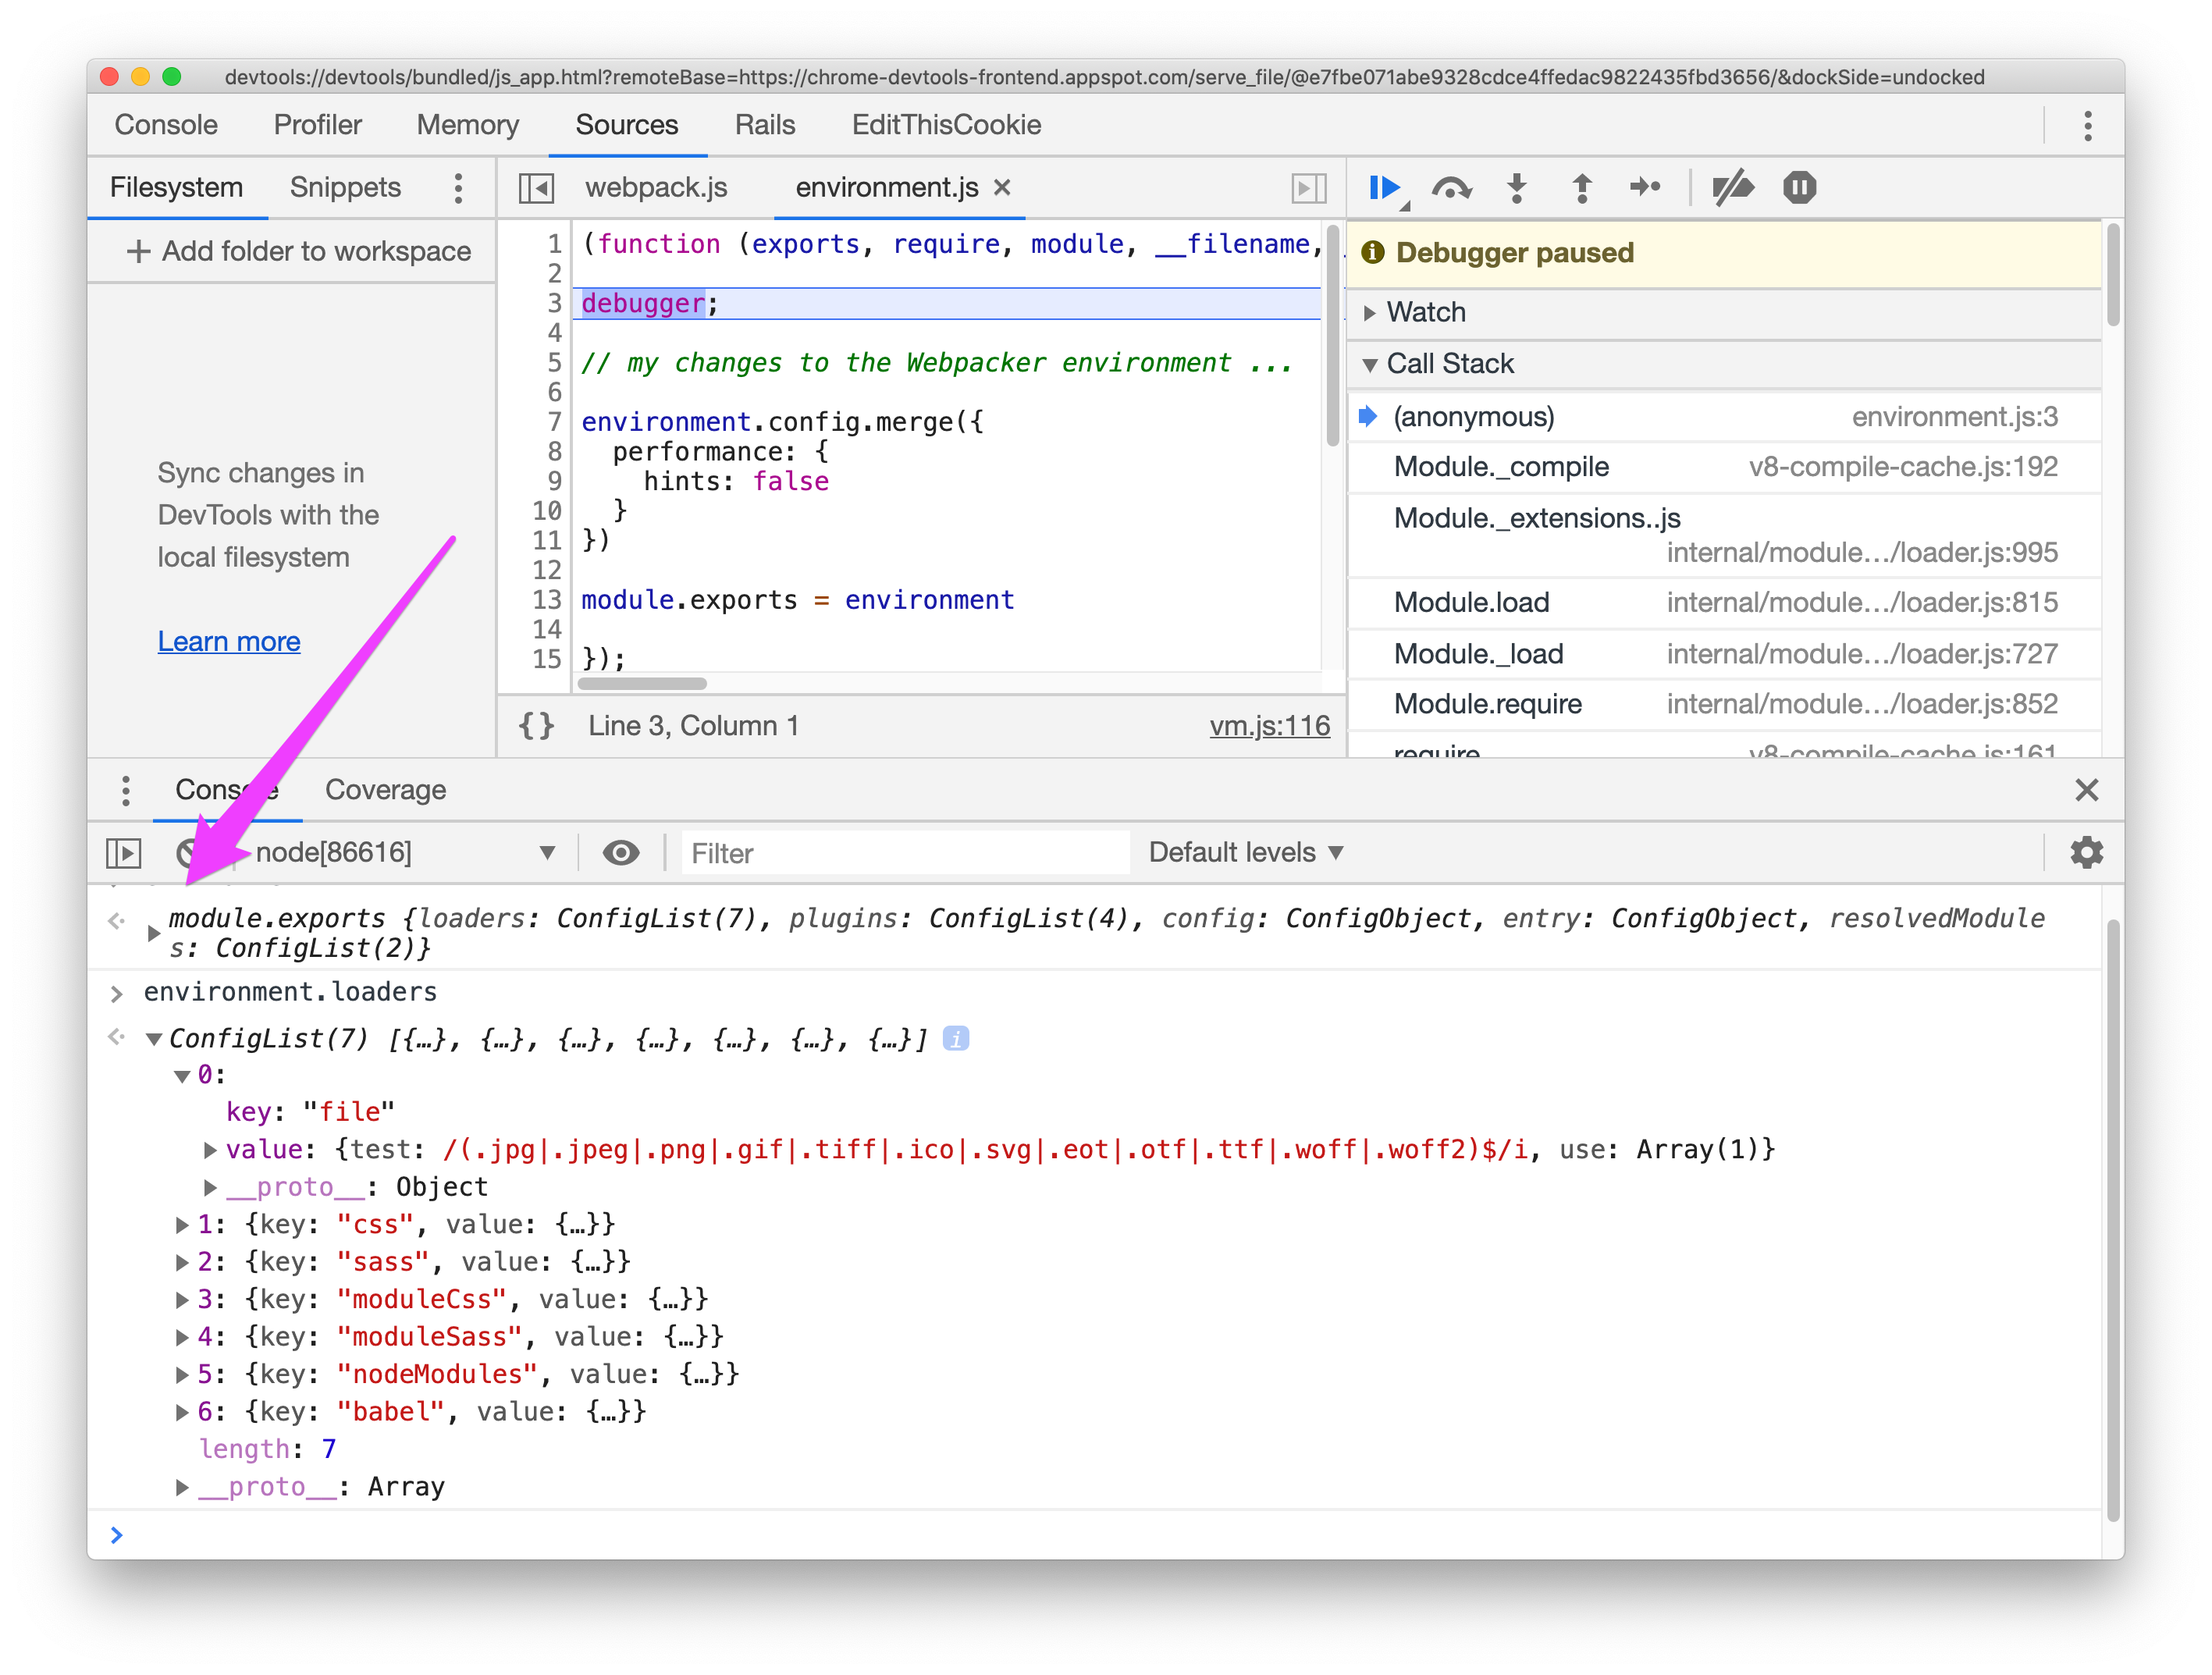 devtools://devtools/bundled/js_app.html?remoteBase=https://chrome-devtools-frontend.appspot.com/serve_file/@e7fbe071abe9328cdce4ffedac9822435fbd3656/&dockSide=undocked
Console Profiler Memory Sources Rails EditThisCookie
Filesystem Snippets
+ Add folder to workspace
Sync changes in
DevTools with the
local filesystem
Learn more
webpack.js environment.js ×
1 (function (exports, require, module, __filename,
2
3 debugger;
4
5 // my changes to the Webpacker environment ...
6
7 environment.config.merge({
8   performance: {
9     hints: false
10   }
11 })
12
13 module.exports = environment
14
15 });
{} Line 3, Column 1 vm.js:116
Debugger paused
Watch
Call Stack
(anonymous) environment.js:3
Module._compile v8-compile-cache.js:192
Module._extensions..js
internal/module…/loader.js:995
Module.load internal/module…/loader.js:815
Module._load internal/module…/loader.js:727
Module.require internal/module…/loader.js:852
require v8-compile-cache.js:161
Console Coverage
node[86616] Filter Default levels
module.exports {loaders: ConfigList(7), plugins: ConfigList(4), config: ConfigObject, entry: ConfigObject, resolvedModule
s: ConfigList(2)}
> environment.loaders
ConfigList(7) [{…}, {…}, {…}, {…}, {…}, {…}, {…}] i
0:
key: "file"
value: {test: /(.jpg|.jpeg|.png|.gif|.tiff|.ico|.svg|.eot|.otf|.ttf|.woff|.woff2)$/i, use: Array(1)}
__proto__: Object
1: {key: "css", value: {…}}
2: {key: "sass", value: {…}}
3: {key: "moduleCss", value: {…}}
4: {key: "moduleSass", value: {…}}
5: {key: "nodeModules", value: {…}}
6: {key: "babel", value: {…}}
length: 7
__proto__: Array
>